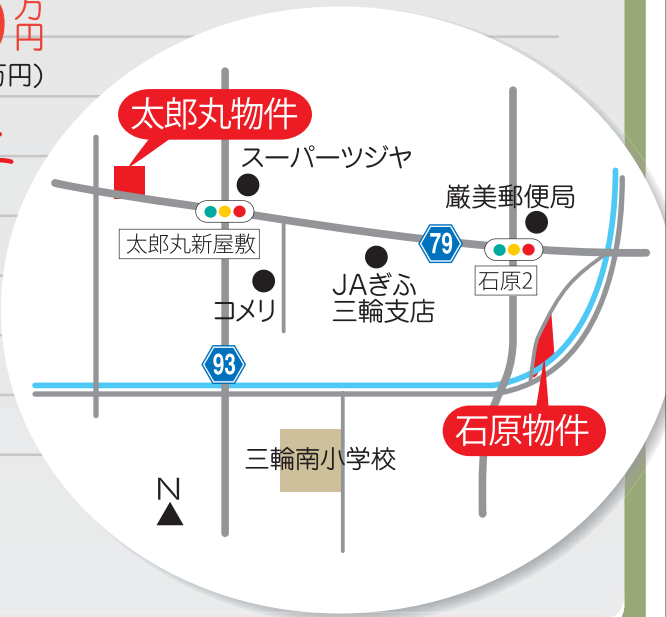 万
円
万円）
太郎丸物件
スーパーツジヤ
巌美郵便局
太郎丸新屋敷
79
石原2
JAぎふ
三輪支店
コメリ
93
石原物件
三輪南小学校
N